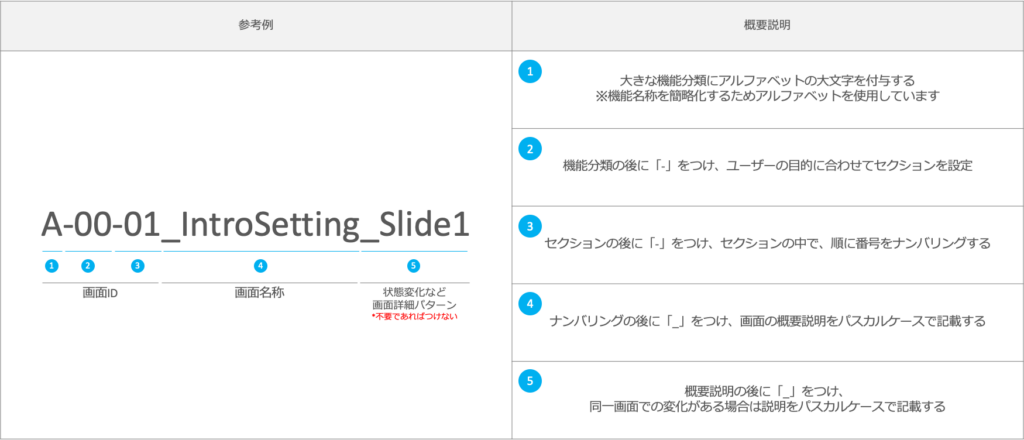 参考例
概要説明
A-00-01_IntroSetting_Slide1
1
2
3
4
5
画面ID
画面名称
状態変化など
画面詳細パターン
*不要であればつけない
1
大きな機能分類にアルファベットの大文字を付与する
※機能名称を簡略化するためアルファベットを使用しています
2
機能分類の後に「-」をつけ、ユーザーの目的に合わせてセクションを設定
3
セクションの後に「-」をつけ、セクションの中で、順に番号をナンバリングする
4
ナンバリングの後に「_」をつけ、画面の概要説明をパスカルケースで記載する
5
概要説明の後に「_」をつけ、
同一画面での変化がある場合は説明をパスカルケースで記載する